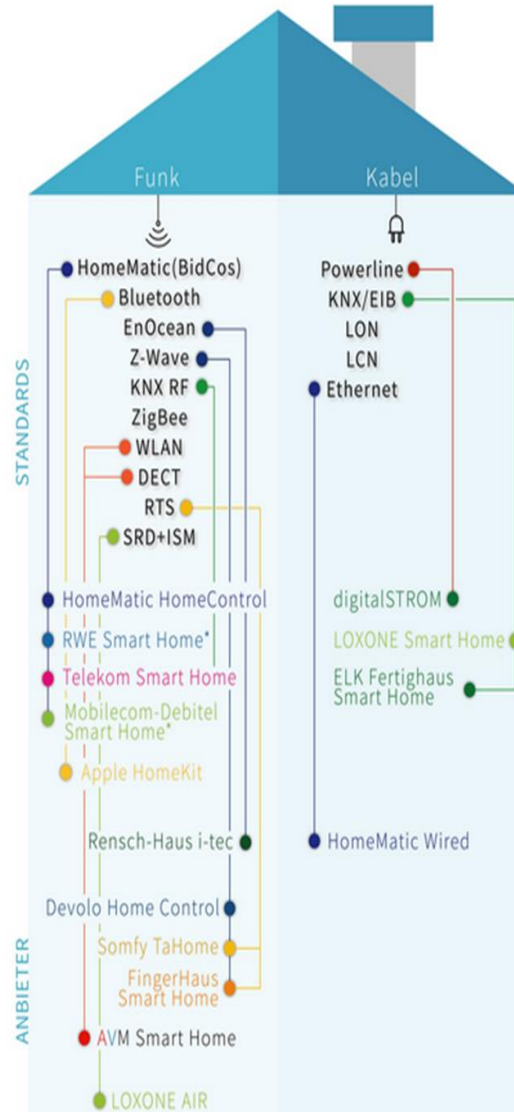 Funk
HomeMatic(BidCos)
Bluetooth
EnOcean
Z-Wave
KNX RF
ZigBee
WLAN
DECT
RTS
SRD+ISM
HomeMatic HomeControl
RWE Smart Home*
Telekom Smart Home
Mobilecom-Debitel
Smart Home*
Apple HomeKit
Rensch-Haus i-tec
Devolo Home Control
Somfy TaHome
FingerHaus
Smart Home
AVM Smart Home
LOXONE AIR
Kabel
Powerline
KNX/EIB
LON
LCN
Ethernet
digitalSTROM
LOXONE Smart Home
ELK Fertighaus
Smart Home
HomeMatic Wired
STANDARDS
ANBIETER